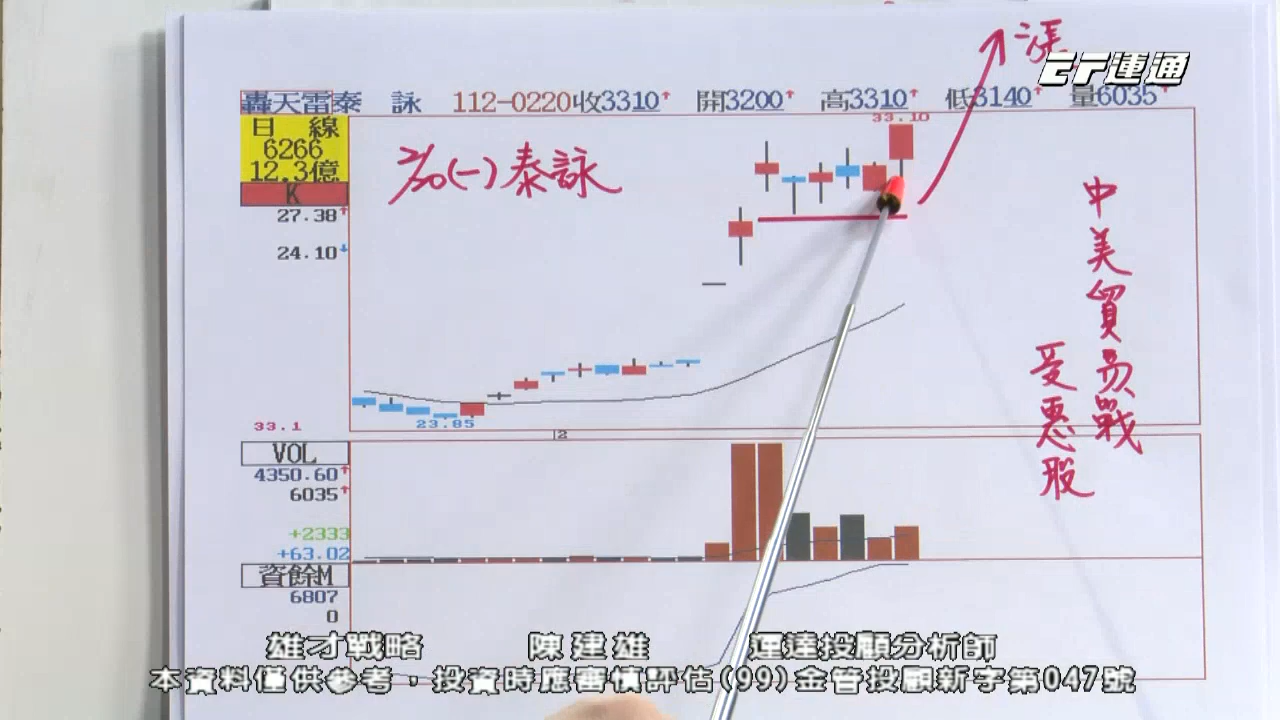 漲
EF運通
轟天雷泰 詠 112-0220收3310↑ 開3200↑ 高3310↑ 低3140↑ 量6035↑
33.10
日 線
6266
12.3億
K
2/20(一)泰詠
27.38↑
24.10↓
中美貿易戰
受惠股
33.1
23.85
2
VOL
4350.60↑
6035↑
+2333
+63.02
資餘M
6807
0
雄才戰略 陳建雄 運達投顧分析師
本資料僅供參考,投資時應審慎評估(99)金管投顧新字第047號